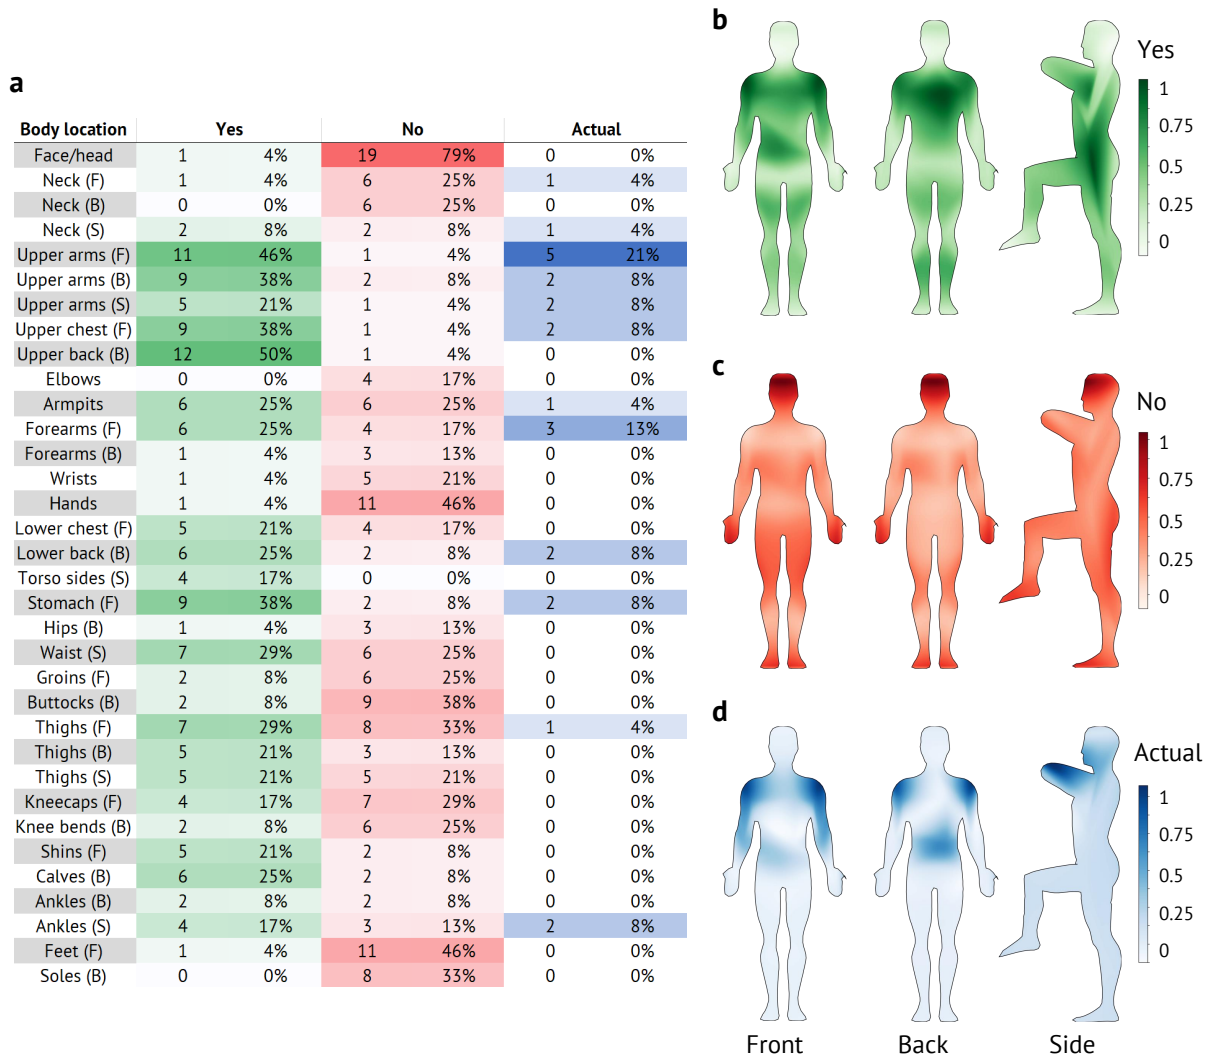 a
Body location Yes No Actual
Face/head 1 4% 19 79% 0 0%
Neck (F) 1 4% 6 25% 1 4%
Neck (B) 0 0% 6 25% 0 0%
Neck (S) 2 8% 2 8% 1 4%
Upper arms (F) 11 46% 1 4% 5 21%
Upper arms (B) 9 38% 2 8% 2 8%
Upper arms (S) 5 21% 1 4% 2 8%
Upper chest (F) 9 38% 1 4% 2 8%
Upper back (B) 12 50% 1 4% 0 0%
Elbows 0 0% 4 17% 0 0%
Armpits 6 25% 6 25% 1 4%
Forearms (F) 6 25% 4 17% 3 13%
Forearms (B) 1 4% 3 13% 0 0%
Wrists 1 4% 5 21% 0 0%
Hands 1 4% 11 46% 0 0%
Lower chest (F) 5 21% 4 17% 0 0%
Lower back (B) 6 25% 2 8% 2 8%
Torso sides (S) 4 17% 0 0% 0 0%
Stomach (F) 9 38% 2 8% 2 8%
Hips (B) 1 4% 3 13% 0 0%
Waist (S) 7 29% 6 25% 0 0%
Groins (F) 2 8% 6 25% 0 0%
Buttocks (B) 2 8% 9 38% 0 0%
Thighs (F) 7 29% 8 33% 1 4%
Thighs (B) 5 21% 3 13% 0 0%
Thighs (S) 5 21% 5 21% 0 0%
Kneecaps (F) 4 17% 7 29% 0 0%
Knee bends (B) 2 8% 6 25% 0 0%
Shins (F) 5 21% 2 8% 0 0%
Calves (B) 6 25% 2 8% 0 0%
Ankles (B) 2 8% 2 8% 0 0%
Ankles (S) 4 17% 3 13% 2 8%
Feet (F) 1 4% 11 46% 0 0%
Soles (B) 0 0% 8 33% 0 0%
b
Yes
1
0.75
0.5
0.25
0
c
No
1
0.75
0.5
0.25
0
d
Actual
1
0.75
0.5
0.25
0
Front Back Side